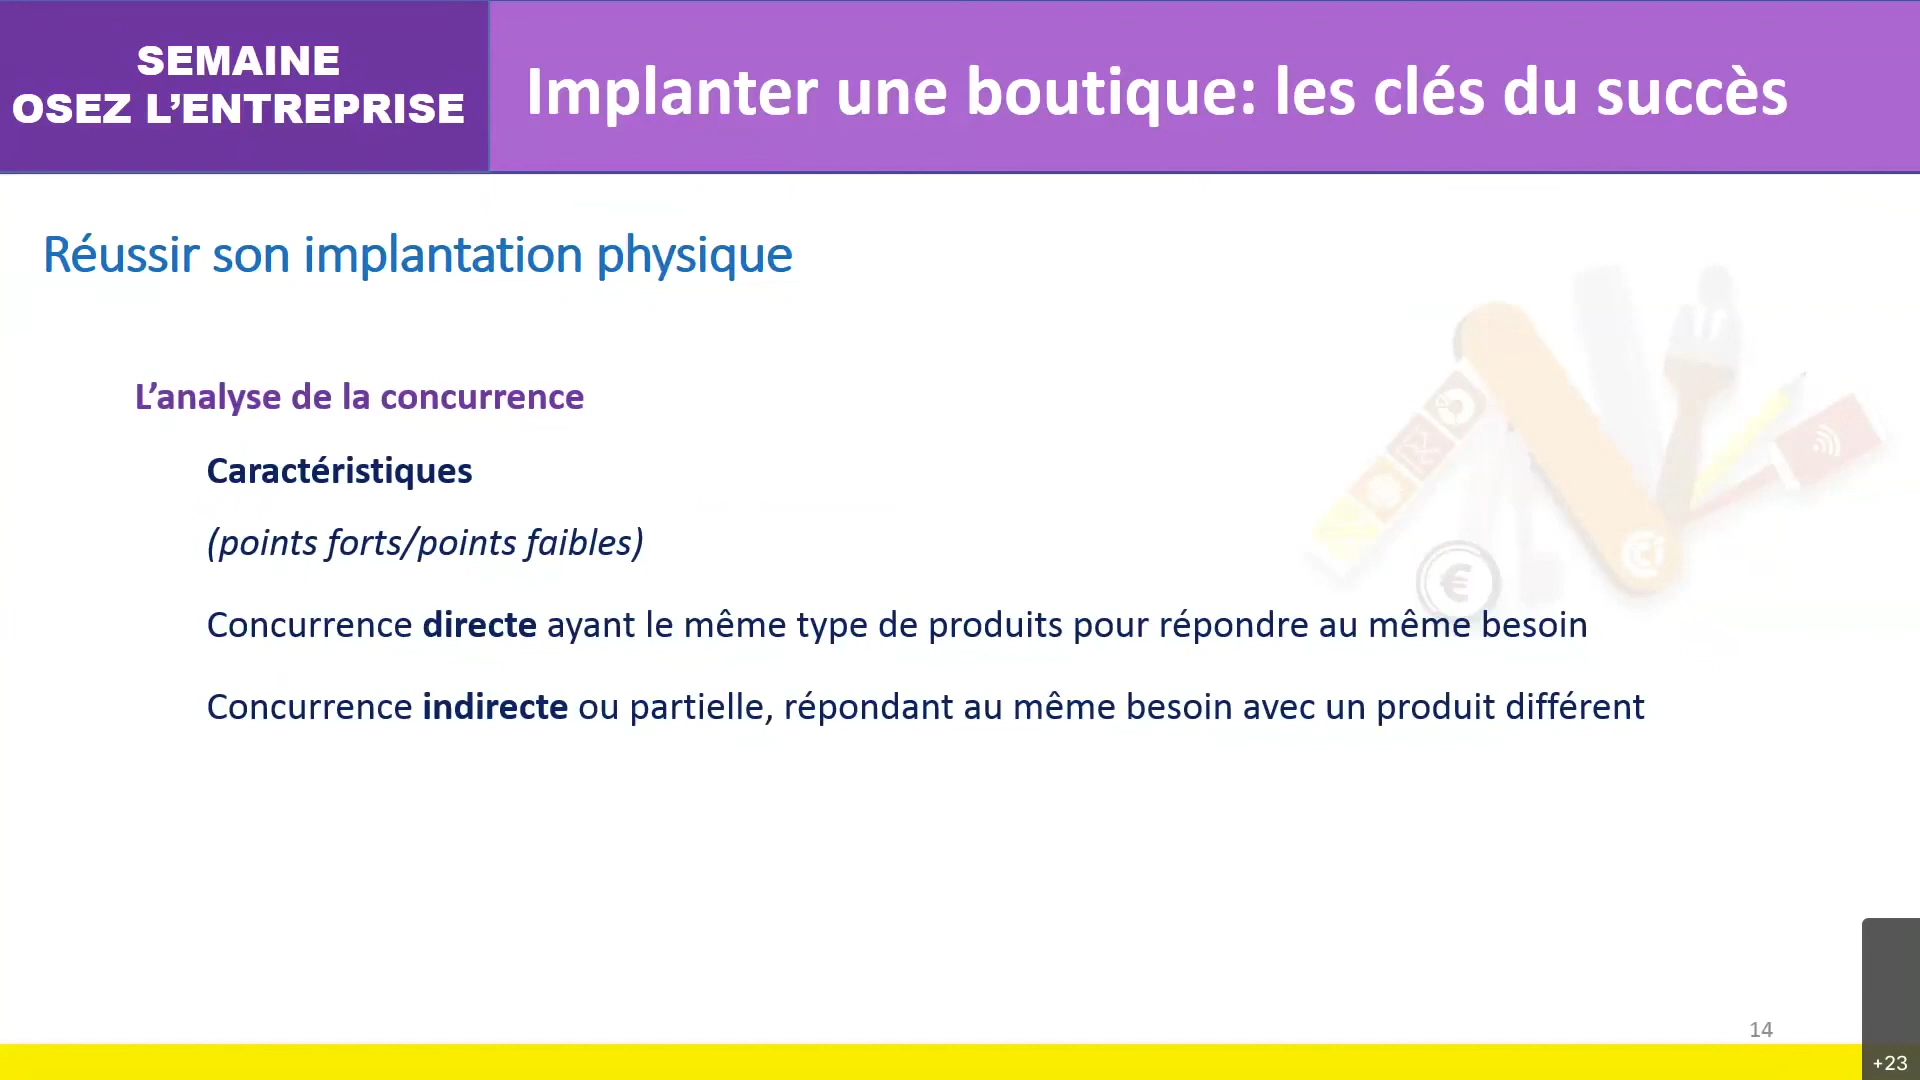 SEMAINE
OSEZ L’ENTREPRISE
Implanter une boutique: les clés du succès
Réussir son implantation physique
L’analyse de la concurrence
Caractéristiques
(points forts/points faibles)
Concurrence directe ayant le même type de produits pour répondre au même besoin
Concurrence indirecte ou partielle, répondant au même besoin avec un produit différent
CCi
€
14
+23